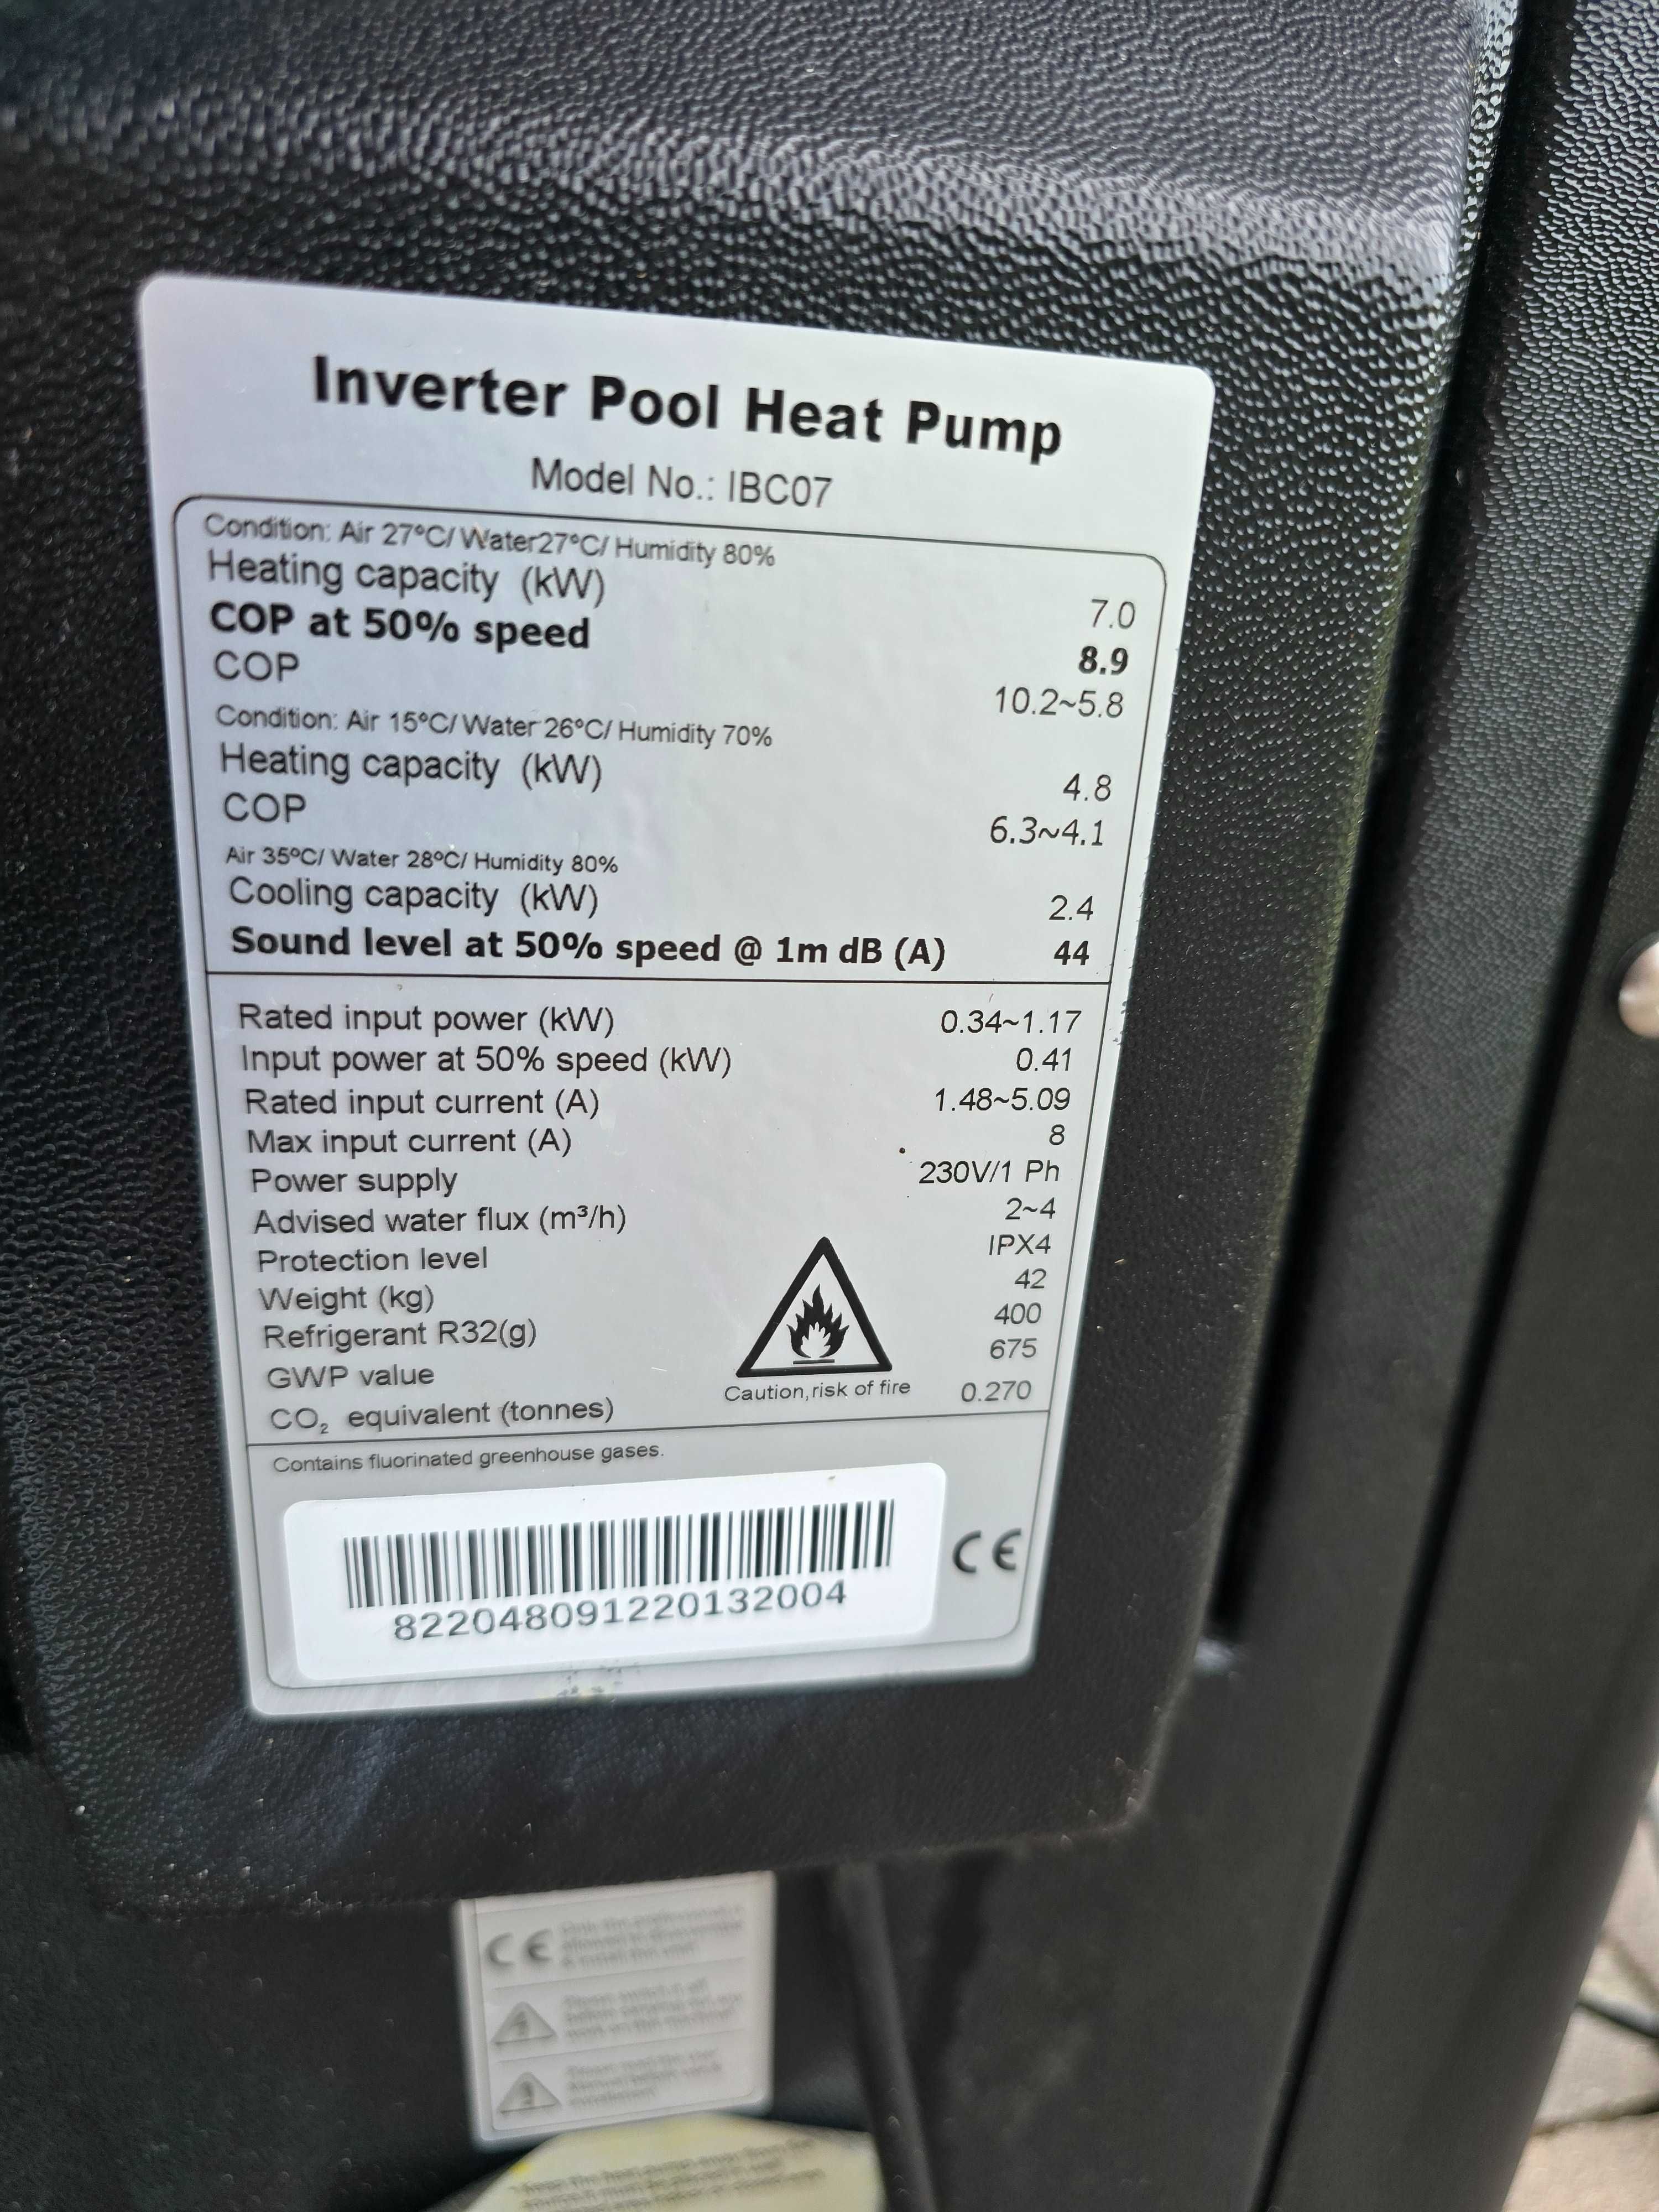 Inverter Pool Heat Pump
Model No.: IBC07
Condition: Air 27°C/ Water27°C/ Humidity 80%
Heating capacity (kW) 7.0
COP at 50% speed 8.9
COP 10.2~5.8
Condition: Air 15°C/ Water 26°C/ Humidity 70%
Heating capacity (kW) 4.8
COP 6.3~4.1
Air 35°C/ Water 28°C/ Humidity 80%
Cooling capacity (kW) 2.4
Sound level at 50% speed @ 1m dB (A) 44
Rated input power (kW) 0.34~1.17
Input power at 50% speed (kW) 0.41
Rated input current (A) 1.48~5.09
Max input current (A) 8
Power supply 230V/1 Ph
Advised water flux (m³/h) 2~4
Protection level IPX4
Weight (kg) 42
Refrigerant R32(g) 400
GWP value 675
CO₂ equivalent (tonnes) 0.270
Caution,risk of fire
Contains fluorinated greenhouse gases.
822048091220132004
CE
CE